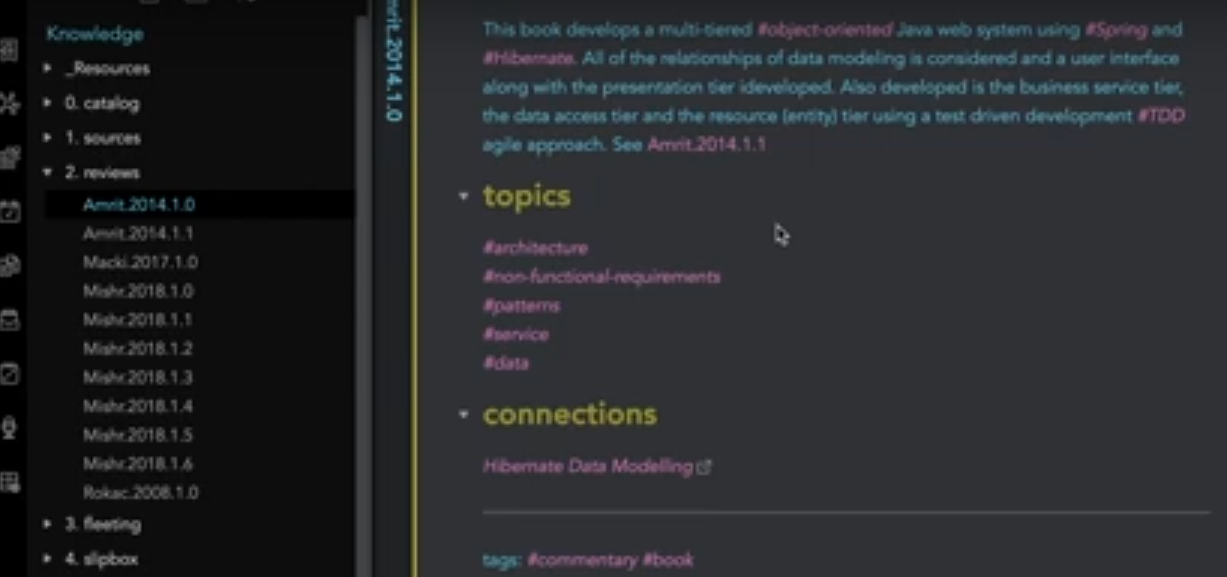 Knowledge
_Resources
0. catalog
1. sources
2. reviews
Amrit.2014.1.0
Amrit.2014.1.1
Macki.2017.1.0
Mishr.2018.1.0
Mishr.2018.1.1
Mishr.2018.1.2
Mishr.2018.1.3
Mishr.2018.1.4
Mishr.2018.1.5
Mishr.2018.1.6
Rokac.2008.1.0
3. fleeting
4. slipbox
mrit.2014.1.0
This book develops a multi-tiered #object-oriented Java web system using #Spring and
#Hibernate. All of the relationships of data modeling is considered and a user interface
along with the presentation tier ideveloped. Also developed is the business service tier,
the data access tier and the resource (entity) tier using a test driven development #TDD
agile approach. See Amrit.2014.1.1
topics
#architecture
#non-functional-requirements
#patterns
#service
#data
connections
Hibernate Data Modelling
tags: #commentary #book